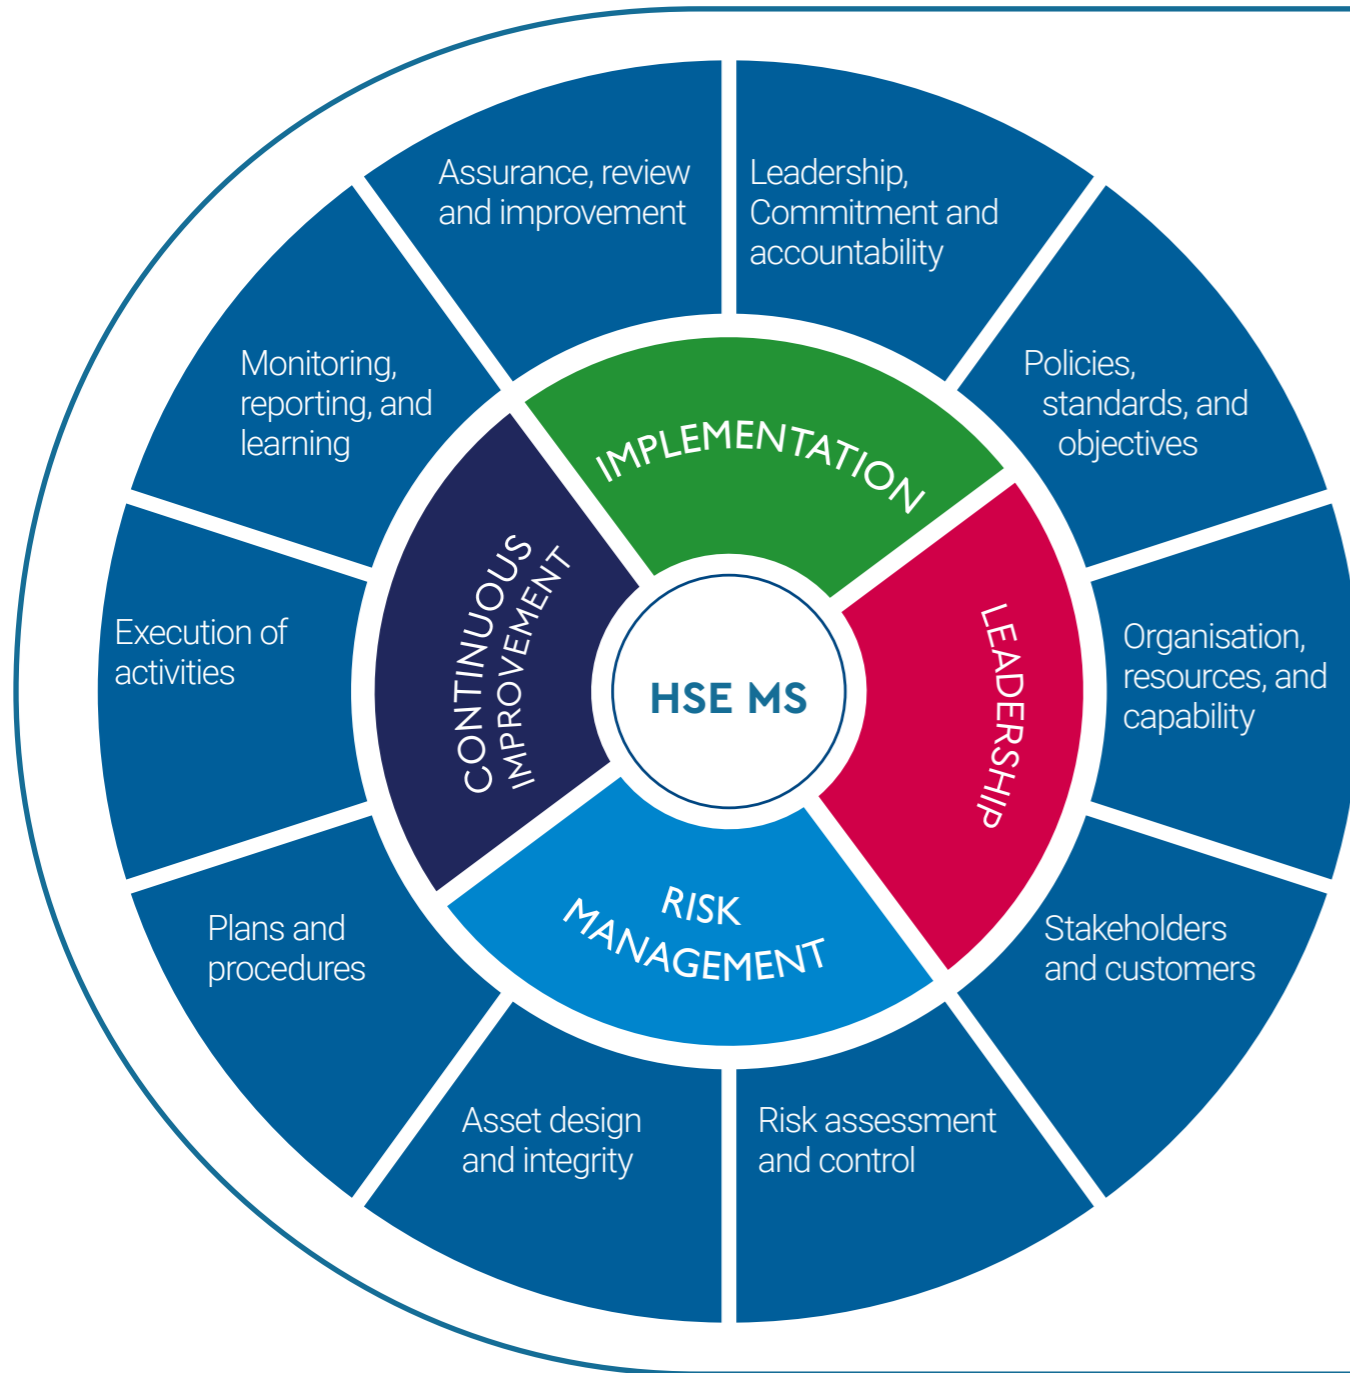 Assurance, review
and improvement
Leadership,
Commitment and
accountability
Policies,
standards, and
objectives
Organisation,
resources, and
capability
Stakeholders
and customers
Risk assessment
and control
Asset design
and integrity
Plans and
procedures
Execution of
activities
Monitoring,
reporting, and
learning
IMPLEMENTATION
LEADERSHIP
RISK
MANAGEMENT
CONTINUOUS
IMPROVEMENT
HSE MS